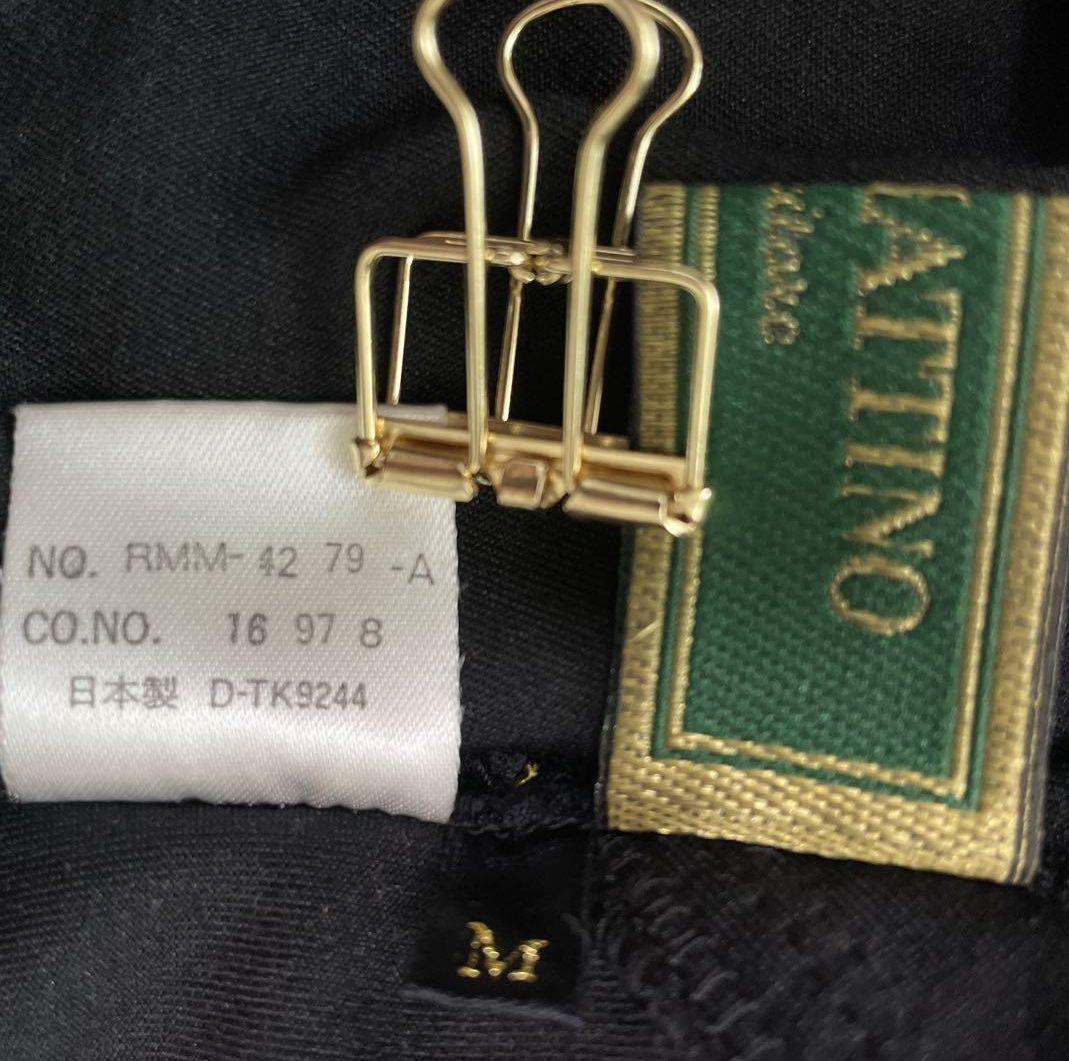 NO. RMM-42 79 -A
CO.NO. 16 97 8
日本製 D-TK9244
ATTINO
M